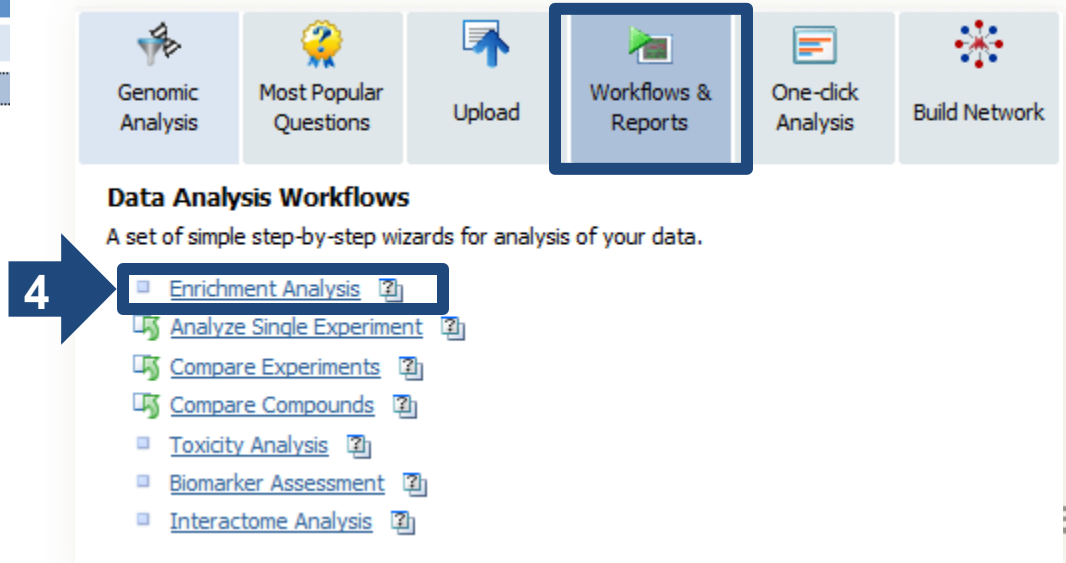 Genomic Analysis
Most Popular Questions
Upload
Workflows & Reports
One-click Analysis
Build Network
Data Analysis Workflows
A set of simple step-by-step wizards for analysis of your data.
4
Enrichment Analysis
Analyze Single Experiment
Compare Experiments
Compare Compounds
Toxicity Analysis
Biomarker Assessment
Interactome Analysis